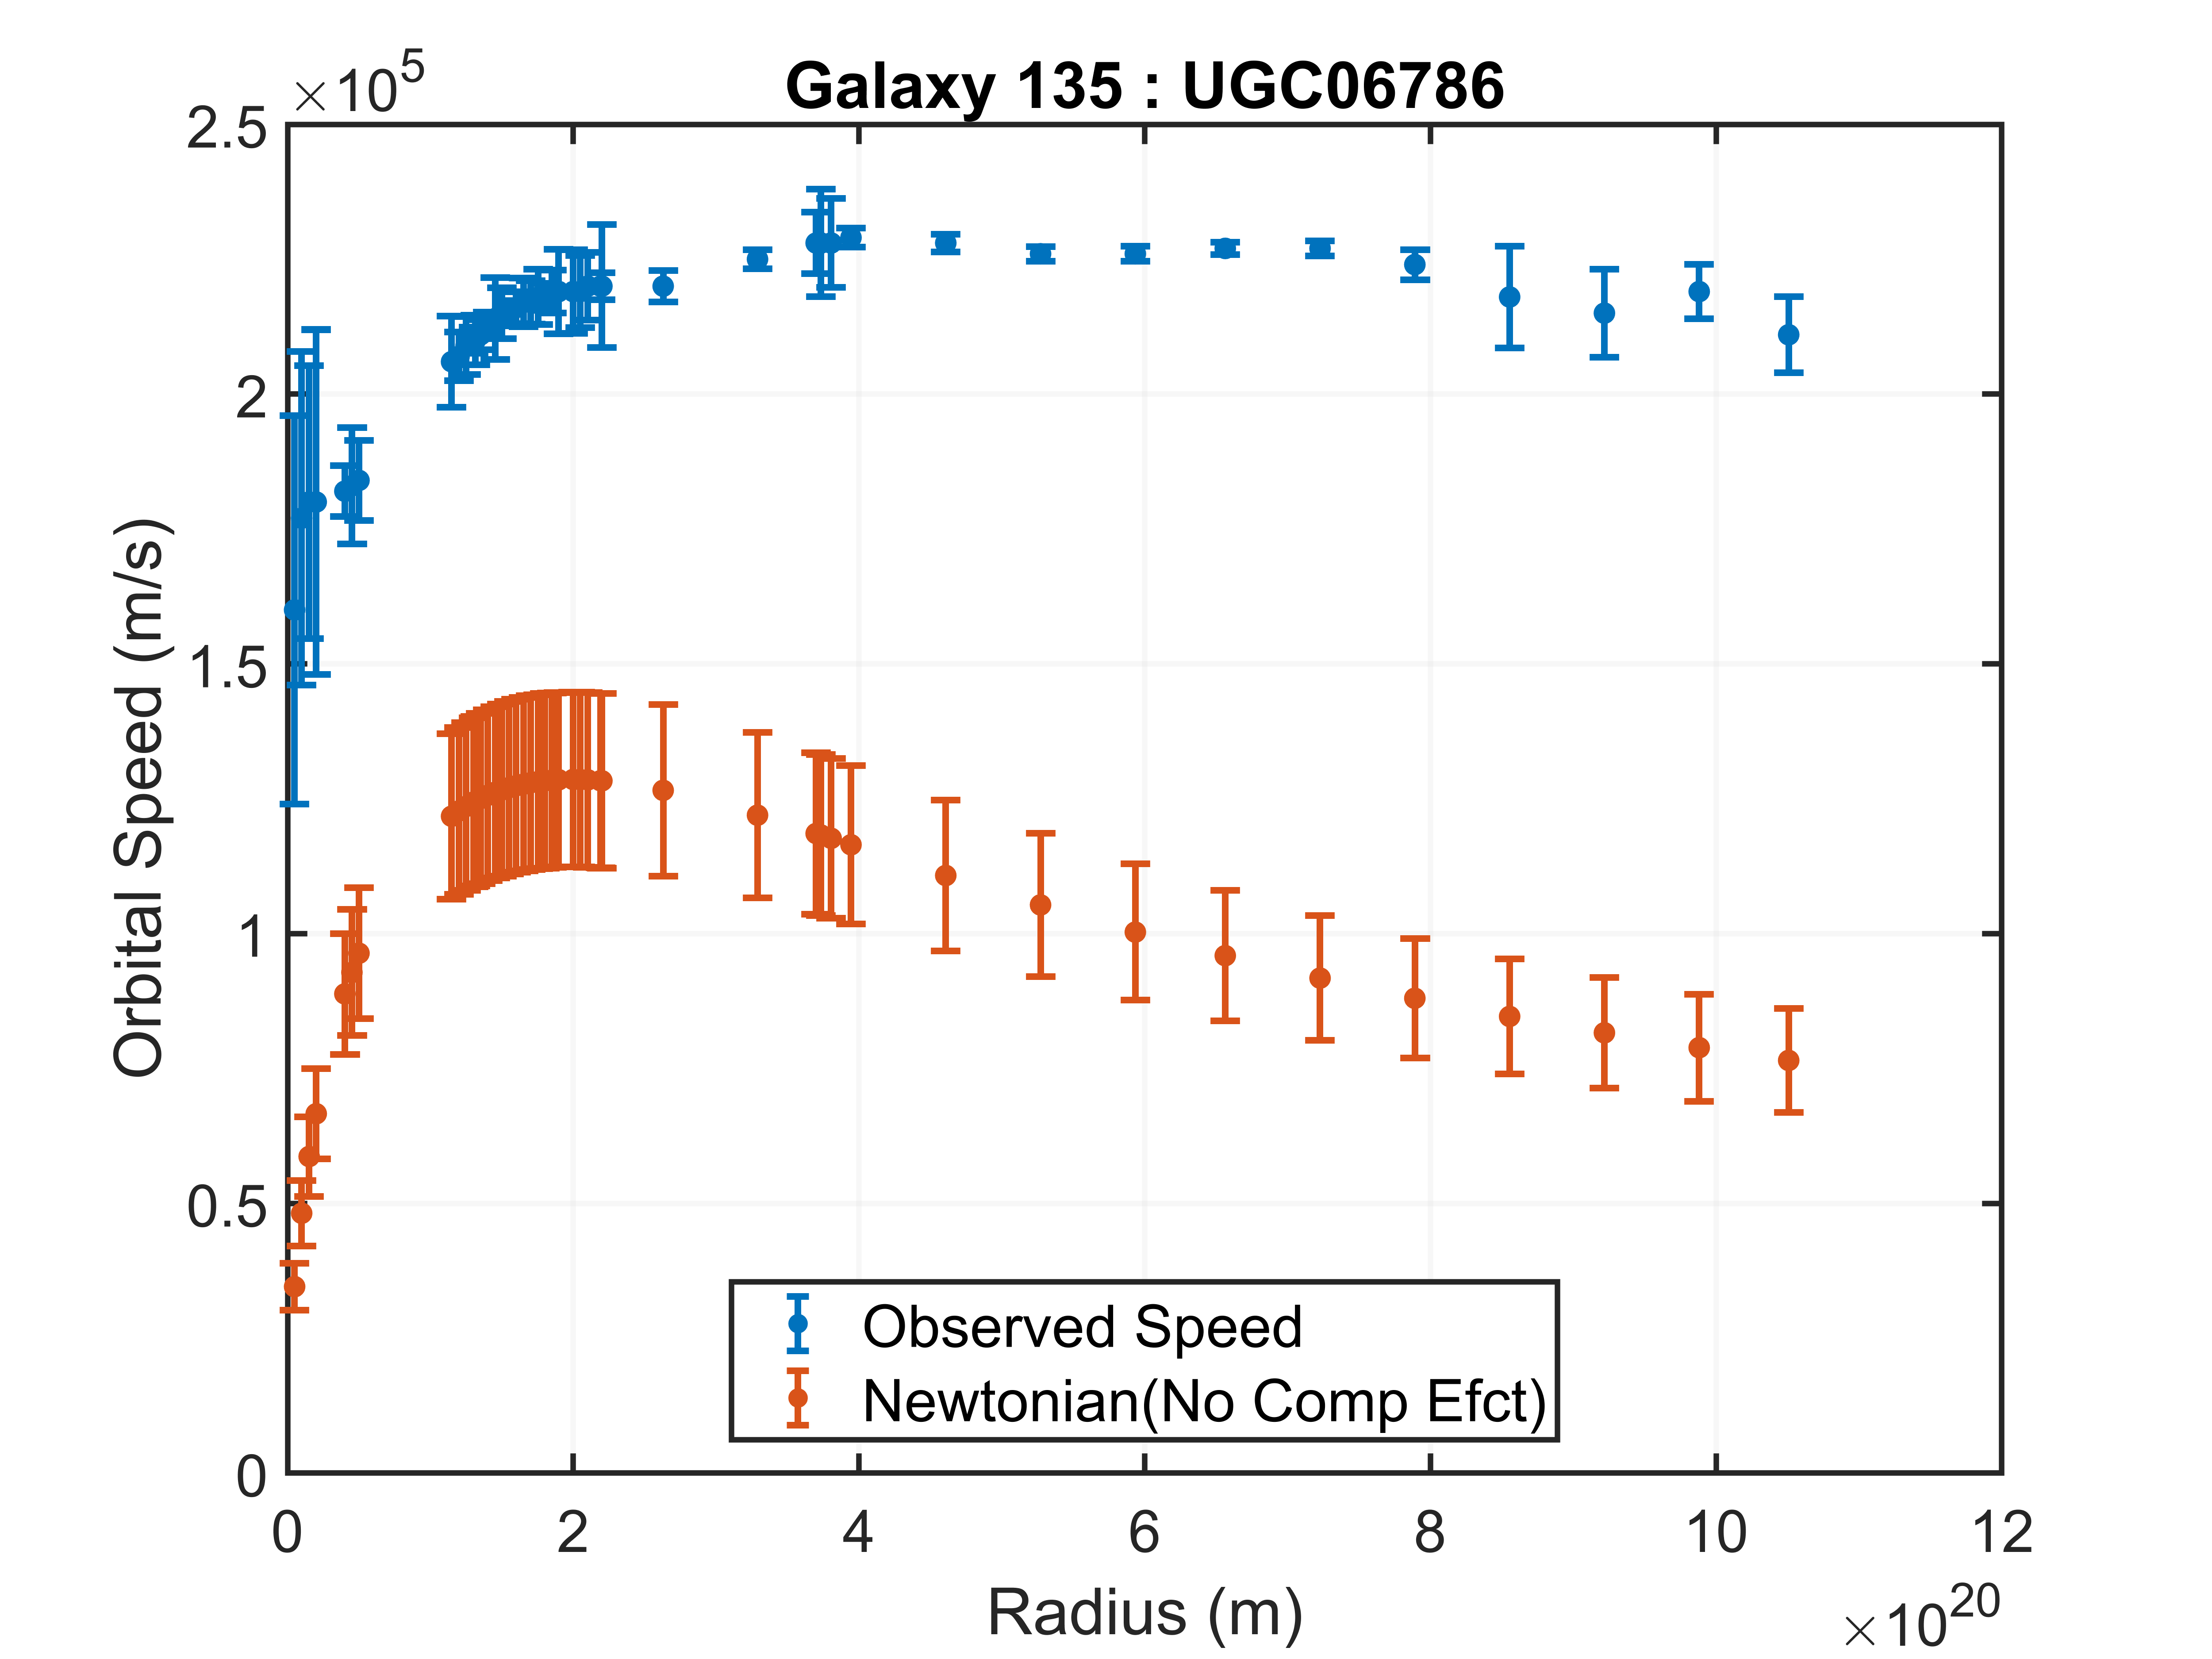 ×10^5
Galaxy 135 : UGC06786
2.5
2
1.5
1
0.5
0
Orbital Speed (m/s)
Observed Speed
Newtonian(No Comp Efct)
0 2 4 6 8 10 12
Radius (m)
×10^20